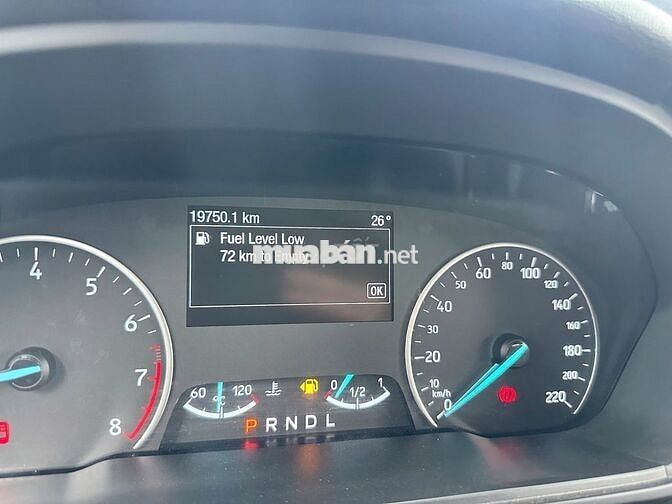 19750.1 km 26°
Fuel Level Low
72 km to Empty
OK
muaban.net
4 5 6 7 8
60 °C 120
0 1/2 1
P R N D L
0 10 20 30 40 60 80 100 120 140 160 180 200 220
km/h